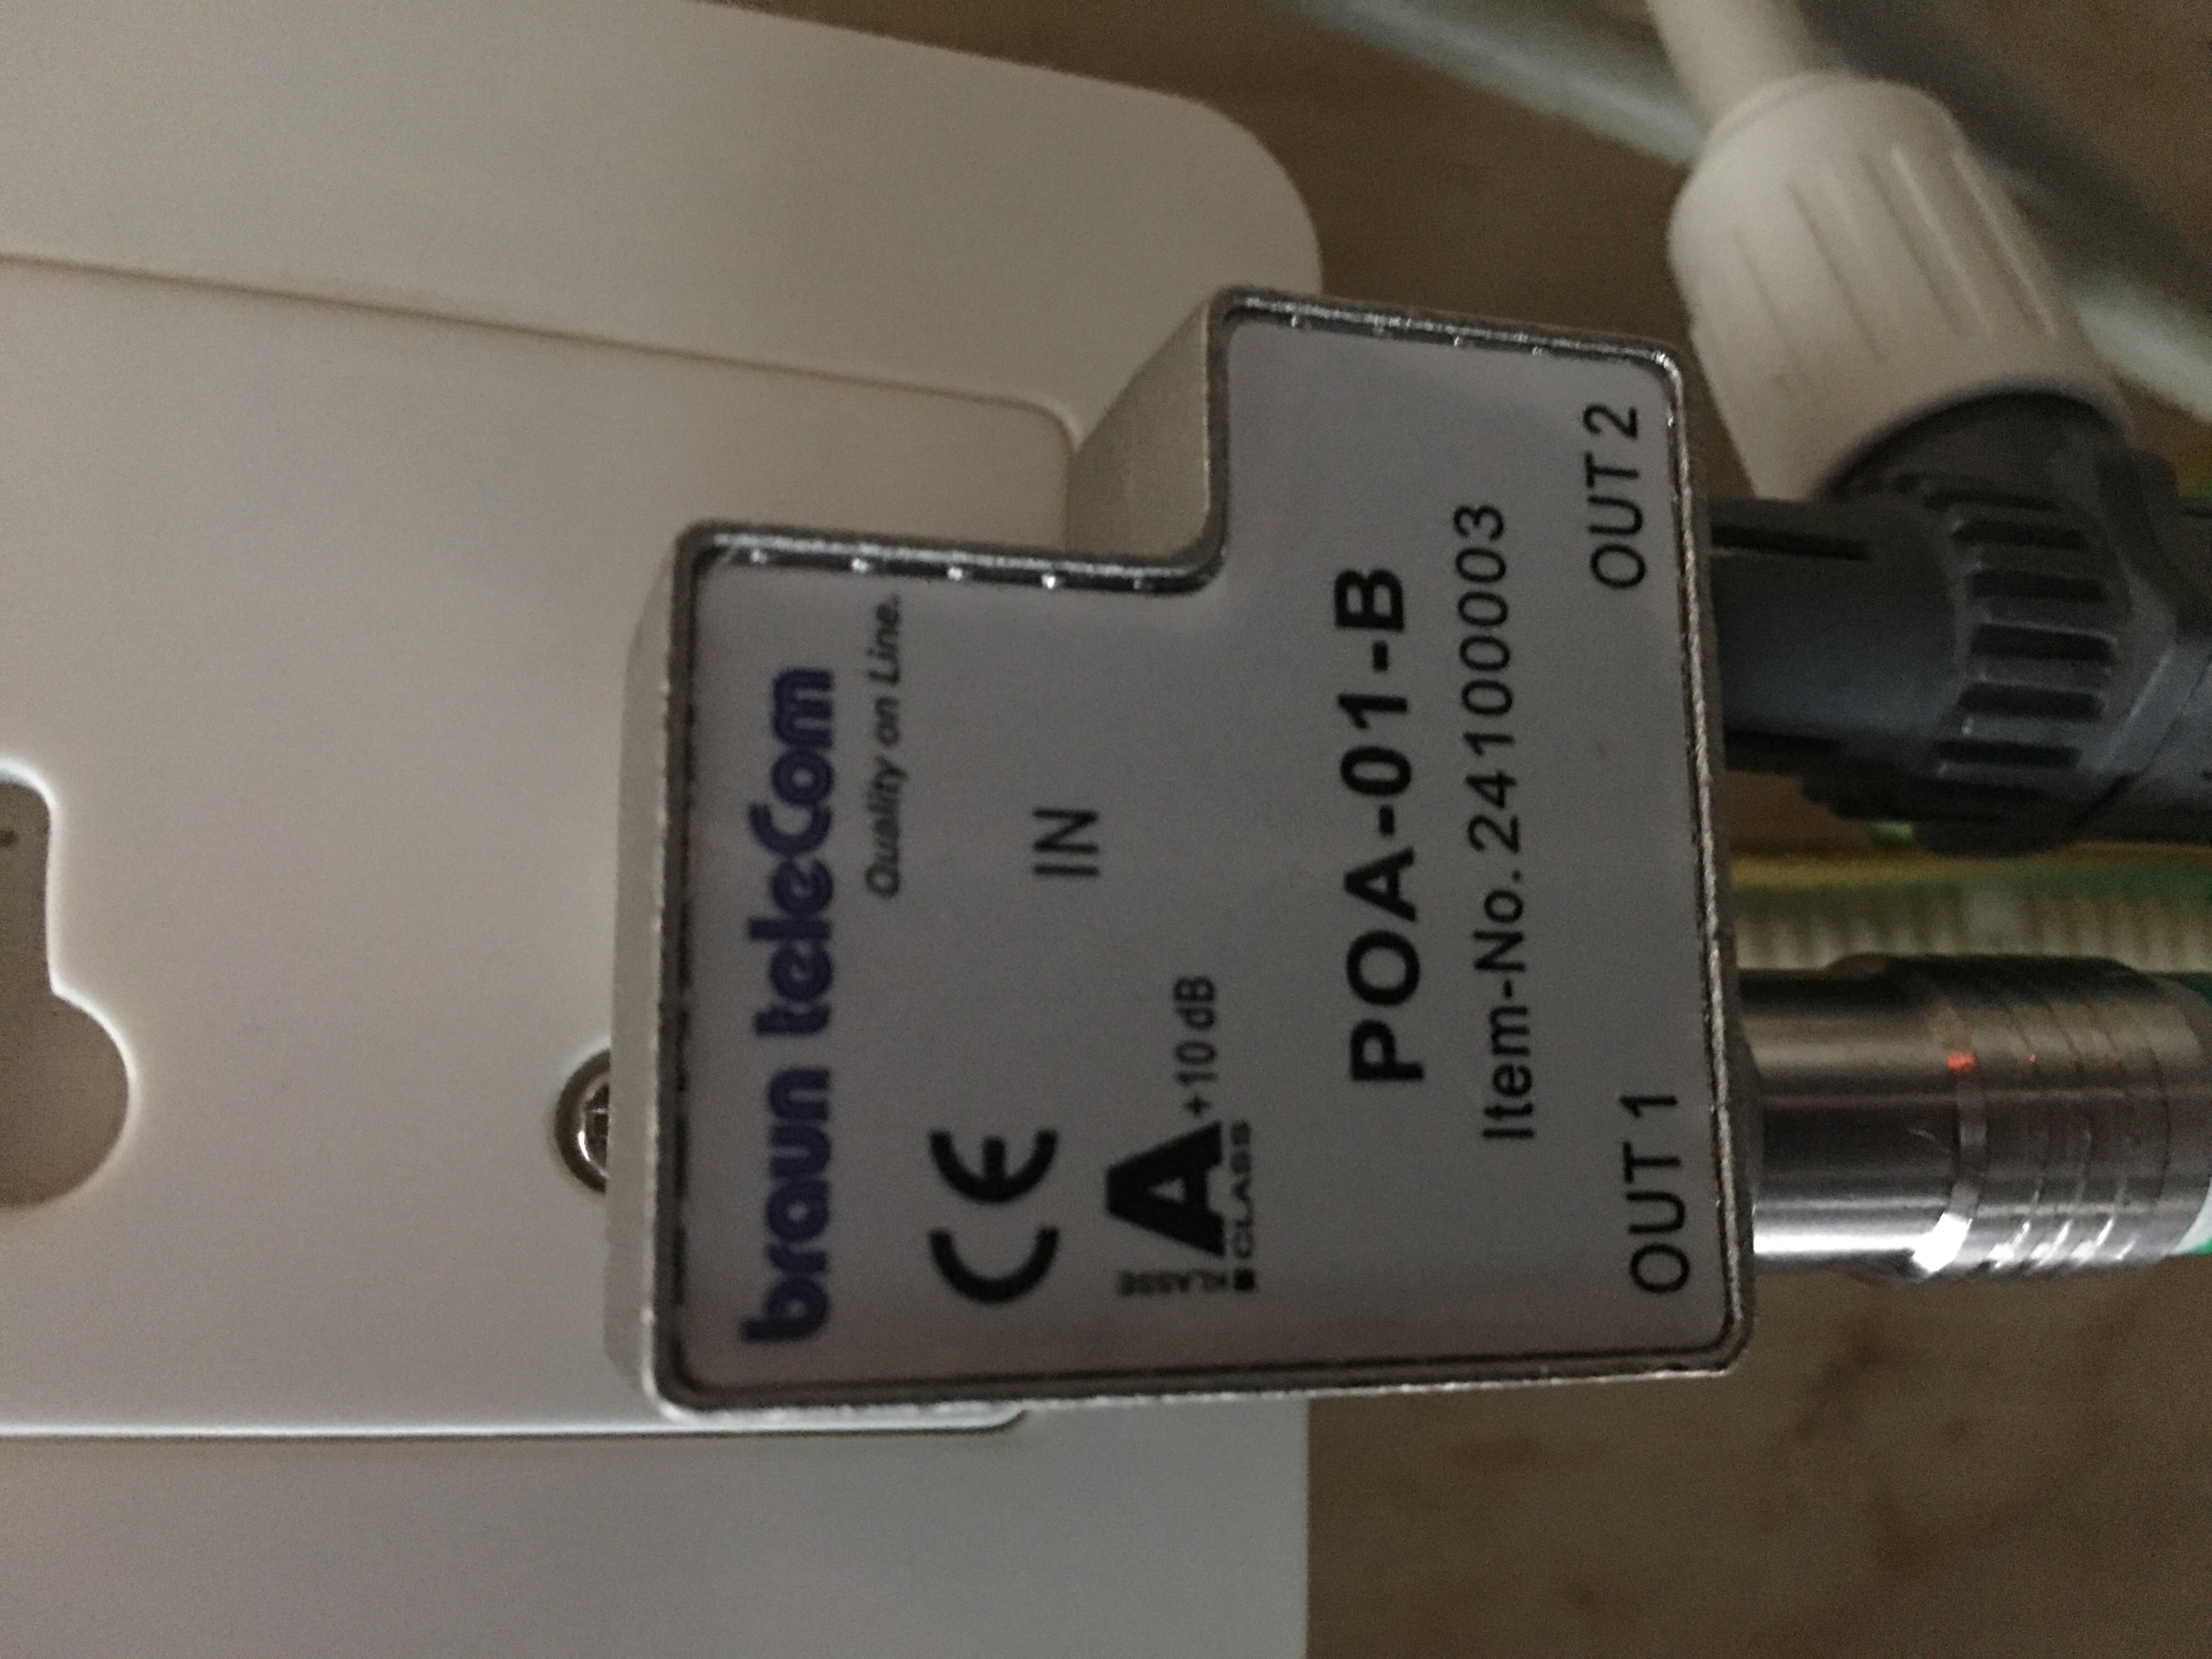 braun teleCom
Quality on Line.
CE
IN
KLASSE
A +10 dB
CLASS
POA-01-B
Item-No. 24100003
OUT 1
OUT 2